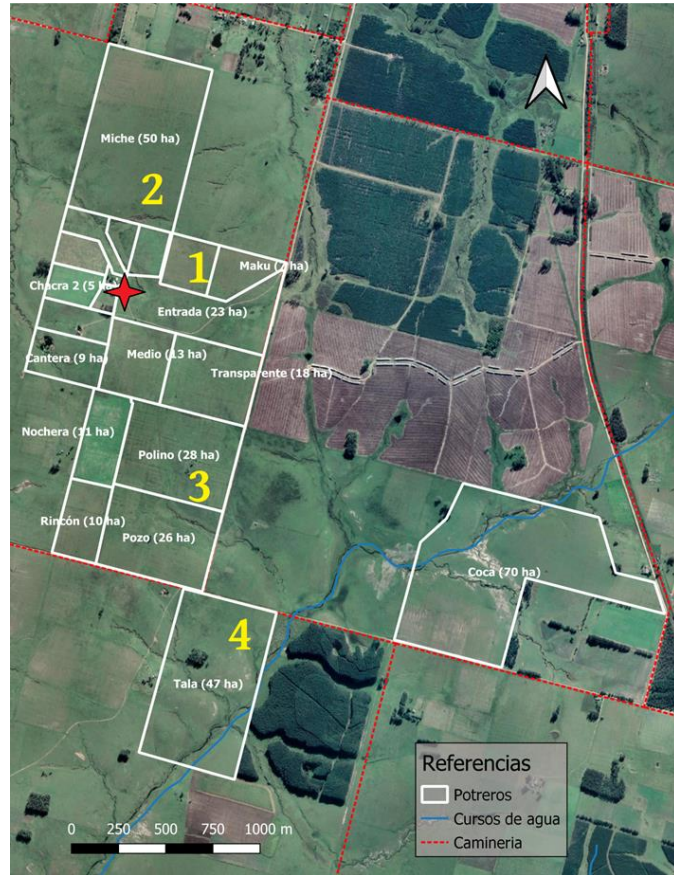 Miche (50 ha)
2
1
Maku (7 ha)
Chacra 2 (5 ha)
Entrada (23 ha)
Cantera (9 ha)
Medio (13 ha)
Transparente (18 ha)
Nochera (11 ha)
Polino (28 ha)
3
Rincón (10 ha)
Pozo (26 ha)
Coca (70 ha)
4
Tala (47 ha)
Referencias
Potreros
Cursos de agua
Camineria
0 250 500 750 1000 m